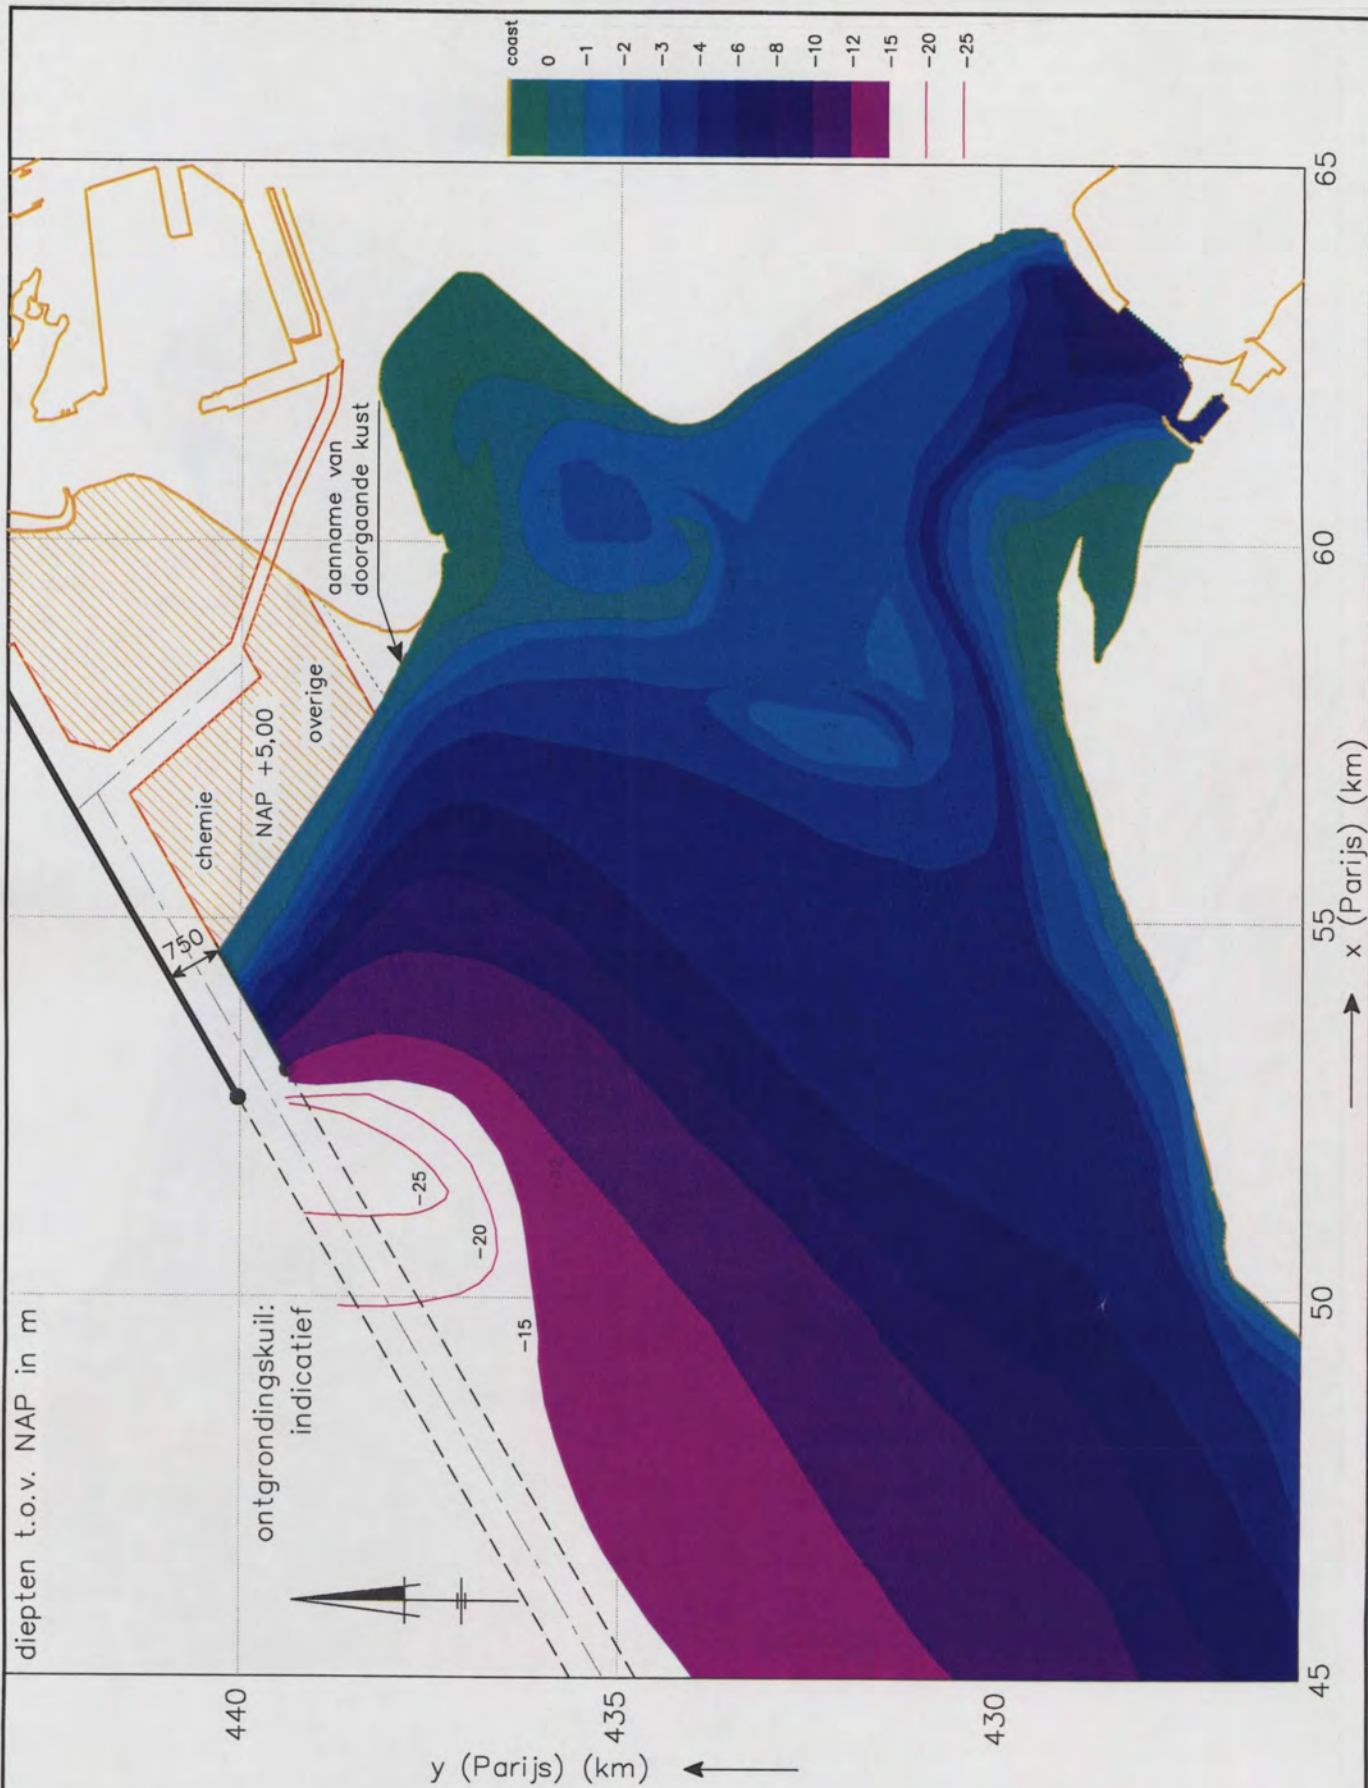 diepten t.o.v. NAP in m
coast
0
-1
-2
-3
-4
-6
-8
-10
-12
-15
-20
-25
750
chemie
NAP +5,00
overige
aanname van
doorgaande kust
ontgrondingskuil:
indicatief
-25
-20
-15
440
435
430
y (Parijs) (km)
45
50
55
60
65
x (Parijs) (km)